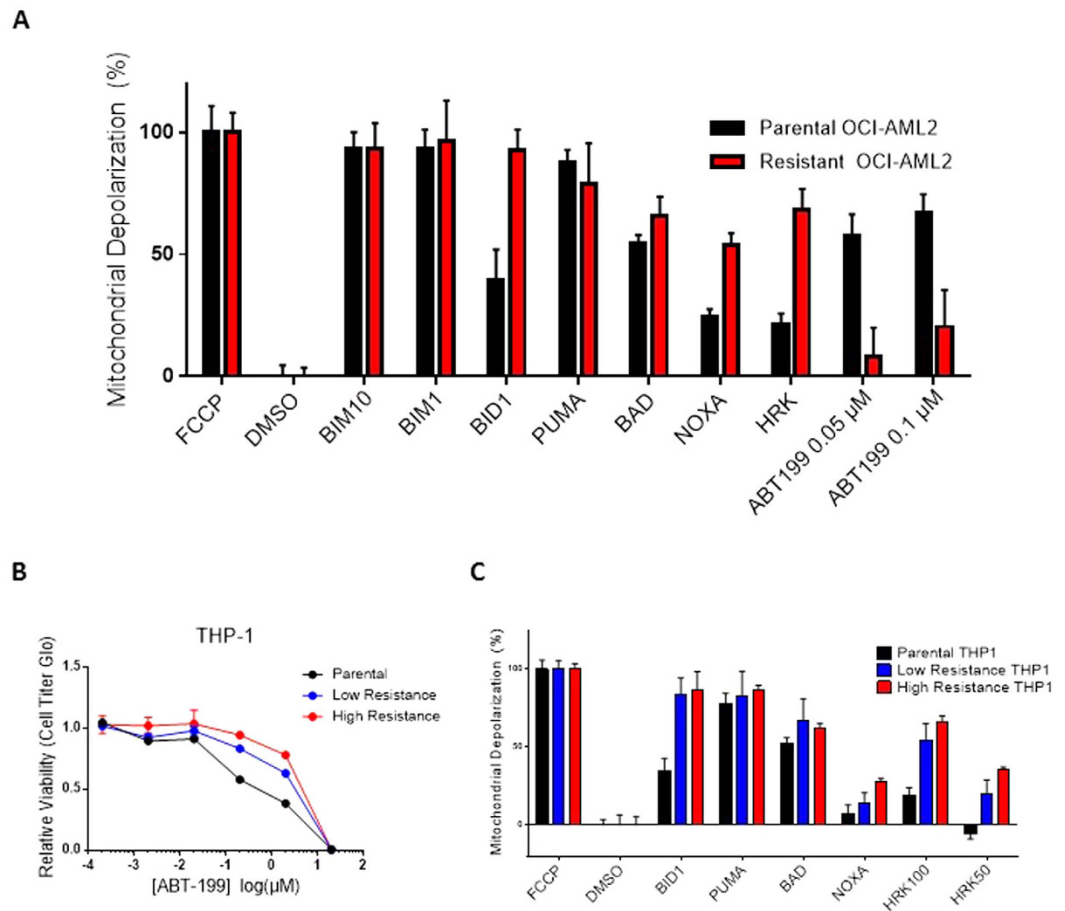 A
Mitochondrial Depolarization (%)
100
50
0
Parental OCI-AML2
Resistant OCI-AML2
FCCP
DMSO
BIM10
BIM1
BID1
PUMA
BAD
NOXA
HRK
ABT199 0.05 µM
ABT199 0.1 µM
B
THP-1
Relative Viability (Cell Titer Glo)
1.5
1.0
0.5
0.0
-4 -3 -2 -1 0 1 2
[ABT-199] log(µM)
Parental
Low Resistance
High Resistance
C
Mitochondrial Depolarization (%)
100
50
0
Parental THP1
Low Resistance THP1
High Resistance THP1
FCCP
DMSO
BID1
PUMA
BAD
NOXA
HRK100
HRK50